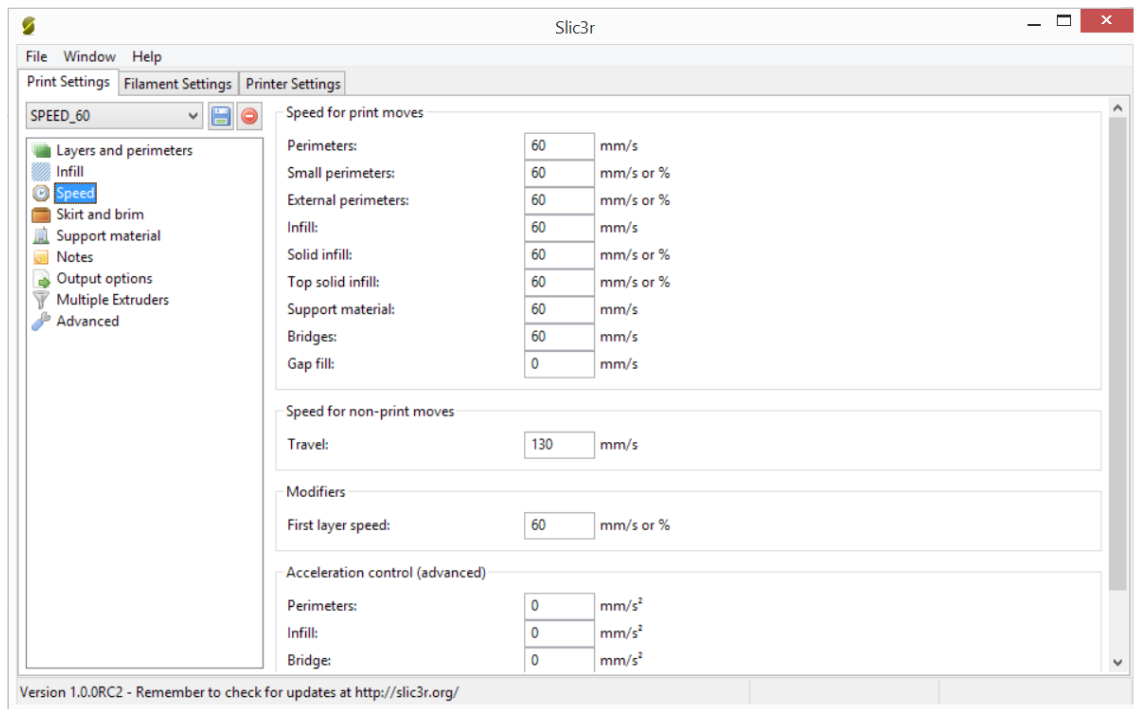 Slic3r
File Window Help
Print Settings Filament Settings Printer Settings
SPEED_60
Layers and perimeters
Infill
Speed
Skirt and brim
Support material
Notes
Output options
Multiple Extruders
Advanced
Speed for print moves
Perimeters: 60 mm/s
Small perimeters: 60 mm/s or %
External perimeters: 60 mm/s or %
Infill: 60 mm/s
Solid infill: 60 mm/s or %
Top solid infill: 60 mm/s or %
Support material: 60 mm/s
Bridges: 60 mm/s
Gap fill: 0 mm/s
Speed for non-print moves
Travel: 130 mm/s
Modifiers
First layer speed: 60 mm/s or %
Acceleration control (advanced)
Perimeters: 0 mm/s²
Infill: 0 mm/s²
Bridge: 0 mm/s²
Version 1.0.0RC2 - Remember to check for updates at http://slic3r.org/